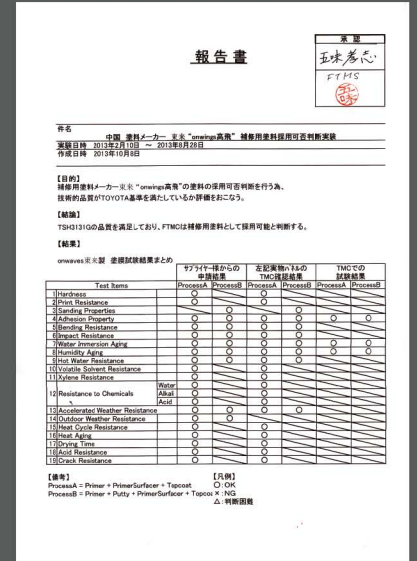 報告書
承認
五味孝志
FTMS
五味
件名
中国 塗料メーカー 東来 "onwings高飛" 補修用塗料採用可否判断実験
実験日時 2013年2月10日 ～ 2013年8月28日
作成日時 2013年10月8日
【目的】
補修用塗料メーカー東来 "onwings高飛"の塗料の採用可否判断を行う為、
技術的品質がTOYOTA基準を満たしているか評価をおこなう。
【結論】
TSH3131Gの品質を満足しており、FTMCは補修用塗料として採用可能と判断する。
【結果】
onwaves東来製 塗膜試験結果まとめ
サプライヤー様からの 左記実物パネルの TMCでの
申請結果 TMC確認結果 試験結果
Test Items ProcessA ProcessB ProcessA ProcessB ProcessA ProcessB
1 Hardness ○ ○
2 Print Resistance ○ ○
3 Sanding Properties ○ ○
4 Adhesion Property ○ ○ ○ ○ ○ ○
5 Bending Resistance ○ ○ ○ ○
6 Impact Resistance ○ ○ ○ ○
7 Water Immersion Aging ○ ○ ○ ○ ○ ○
8 Humidity Aging ○ ○ ○ ○ ○ ○
9 Hot Water Resistance ○ ○ ○ ○
10 Volatile Solvent Resistance ○ ○
11 Xylene Resistance ○ ○
12 Resistance to Chemicals Water ○ ○
Alkali ○ ○
Acid ○ ○
13 Accelerated Weather Resistance ○ ○ ○ ○
14 Outdoor Weather Resistance ○ ○
15 Heat Cycle Resistance ○ ○
16 Heat Aging ○ ○
17 Drying Time ○ ○
18 Acid Resistance ○ ○
19 Crack Resistance ○ ○
【備考】 【凡例】
ProcessA = Primer + PrimerSurfacer + Topcoat ○:OK
ProcessB = Primer + Putty + PrimerSurfacer + Topcoa ×:NG
△:判断困難